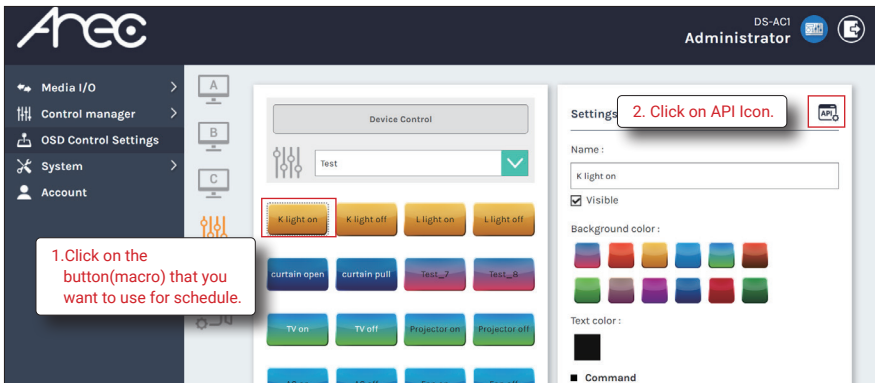 Arec
DS-AC1
Administrator
Media I/O
Control manager
OSD Control Settings
System
Account
A
B
C
1.Click on the
button(macro) that you
want to use for schedule.
Device Control
Test
K light on
K light off
L light on
L light off
curtain open
curtain pull
Test_7
Test_8
TV on
TV off
Projector on
Projector off
Settings
2. Click on API Icon.
API
Name :
K light on
Visible
Background color :
Text color :
Command